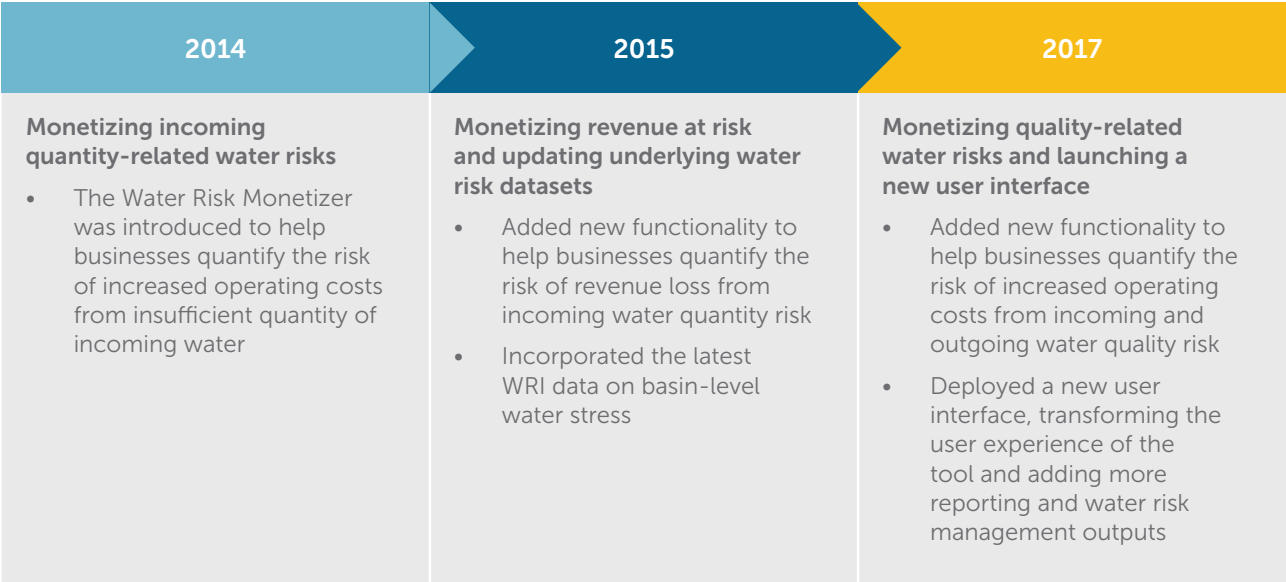 2014
Monetizing incoming
quantity-related water risks
• The Water Risk Monetizer
was introduced to help
businesses quantify the risk
of increased operating costs
from insufficient quantity of
incoming water
2015
Monetizing revenue at risk
and updating underlying water
risk datasets
• Added new functionality to
help businesses quantify the
risk of revenue loss from
incoming water quantity risk
• Incorporated the latest
WRI data on basin-level
water stress
2017
Monetizing quality-related
water risks and launching a
new user interface
• Added new functionality to
help businesses quantify the
risk of increased operating
costs from incoming and
outgoing water quality risk
• Deployed a new user
interface, transforming the
user experience of the
tool and adding more
reporting and water risk
management outputs